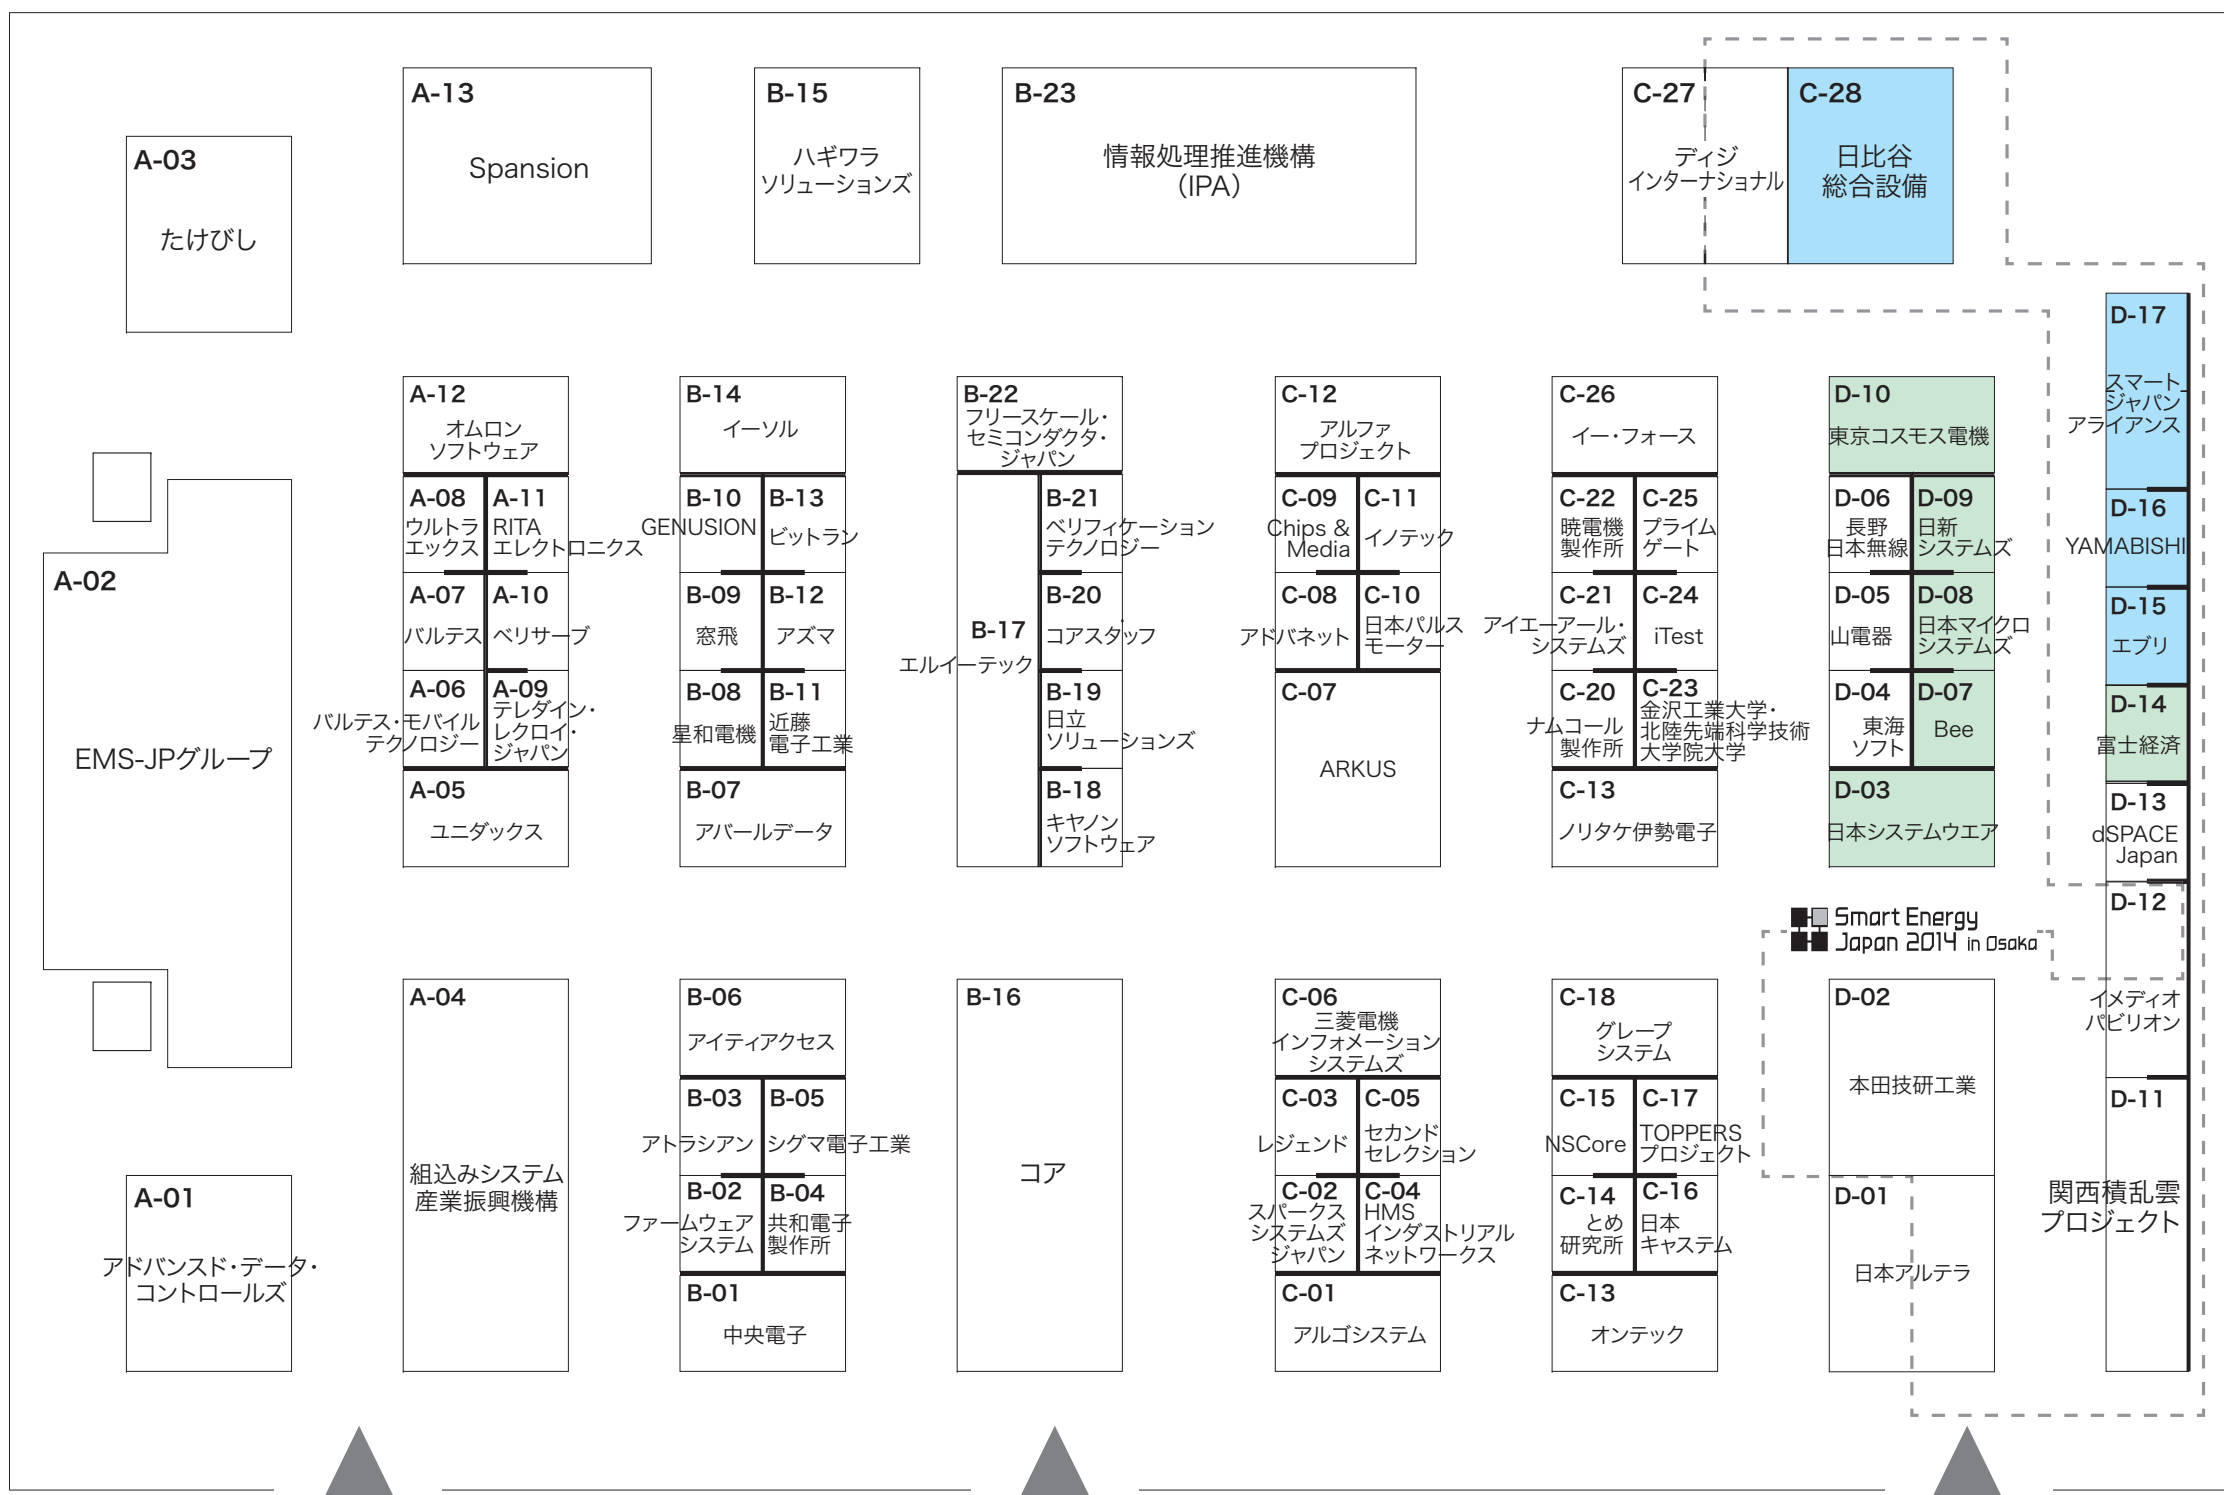 A-13
Spansion
B-15
ハギワラ
ソリューションズ
B-23
情報処理推進機構
(IPA)
C-27
ディジ
インターナショナル
C-28
日比谷
総合設備
A-03
たけびし
D-17
スマート
ジャパン
アライアンス
D-16
YAMABISHI
D-15
エブリ
D-14
富士経済
D-13
dSPACE
Japan
D-12
イメディオ
パビリオン
D-11
関西積乱雲
プロジェクト
A-02
EMS-JPグループ
A-12
オムロン
ソフトウェア
A-08
ウルトラ
エックス
A-11
RITA
エレクトロニクス
A-07
バルテス
A-10
ベリサーブ
A-06
バルテス・モバイル
テクノロジー
A-09
テレダイン・
レクロイ・
ジャパン
A-05
ユニダックス
B-14
イーソル
B-10
GENUSION
B-13
ビットラン
B-09
窓飛
B-12
アズマ
B-08
星和電機
B-11
近藤
電子工業
B-07
アバールデータ
B-22
フリースケール・
セミコンダクタ・
ジャパン
B-17
エルイーテック
B-21
ベリフィケーション
テクノロジー
B-20
コアスタッフ
B-19
日立
ソリューションズ
B-18
キヤノン
ソフトウェア
C-12
アルファ
プロジェクト
C-09
Chips &
Media
C-11
イノテック
C-08
アドバネット
C-10
日本パルス
モーター
C-07
ARKUS
C-26
イー・フォース
C-22
暁電機
製作所
C-25
プライム
ゲート
C-21
アイエーアール・
システムズ
C-24
iTest
C-20
ナムコール
製作所
C-23
金沢工業大学・
北陸先端科学技術
大学院大学
C-13
ノリタケ伊勢電子
D-10
東京コスモス電機
D-06
長野
日本無線
D-09
日新
システムズ
D-05
山電器
D-08
日本マイクロ
システムズ
D-04
東海
ソフト
D-07
Bee
D-03
日本システムウエア
Smart Energy
Japan 2014 in Osaka
A-01
アドバンスド・データ・
コントロールズ
A-04
組込みシステム
産業振興機構
B-06
アイティアクセス
B-03
アトラシアン
B-05
シグマ電子工業
B-02
ファームウェア
システム
B-04
共和電子
製作所
B-01
中央電子
B-16
コア
C-06
三菱電機
インフォメーション
システムズ
C-03
レジェンド
C-05
セカンド
セレクション
C-02
スパークス
システムズ
ジャパン
C-04
HMS
インダストリアル
ネットワークス
C-01
アルゴシステム
C-18
グレープ
システム
C-15
NSCore
C-17
TOPPERS
プロジェクト
C-14
とめ
研究所
C-16
日本
キャステム
C-13
オンテック
D-02
本田技研工業
D-01
日本アルテラ